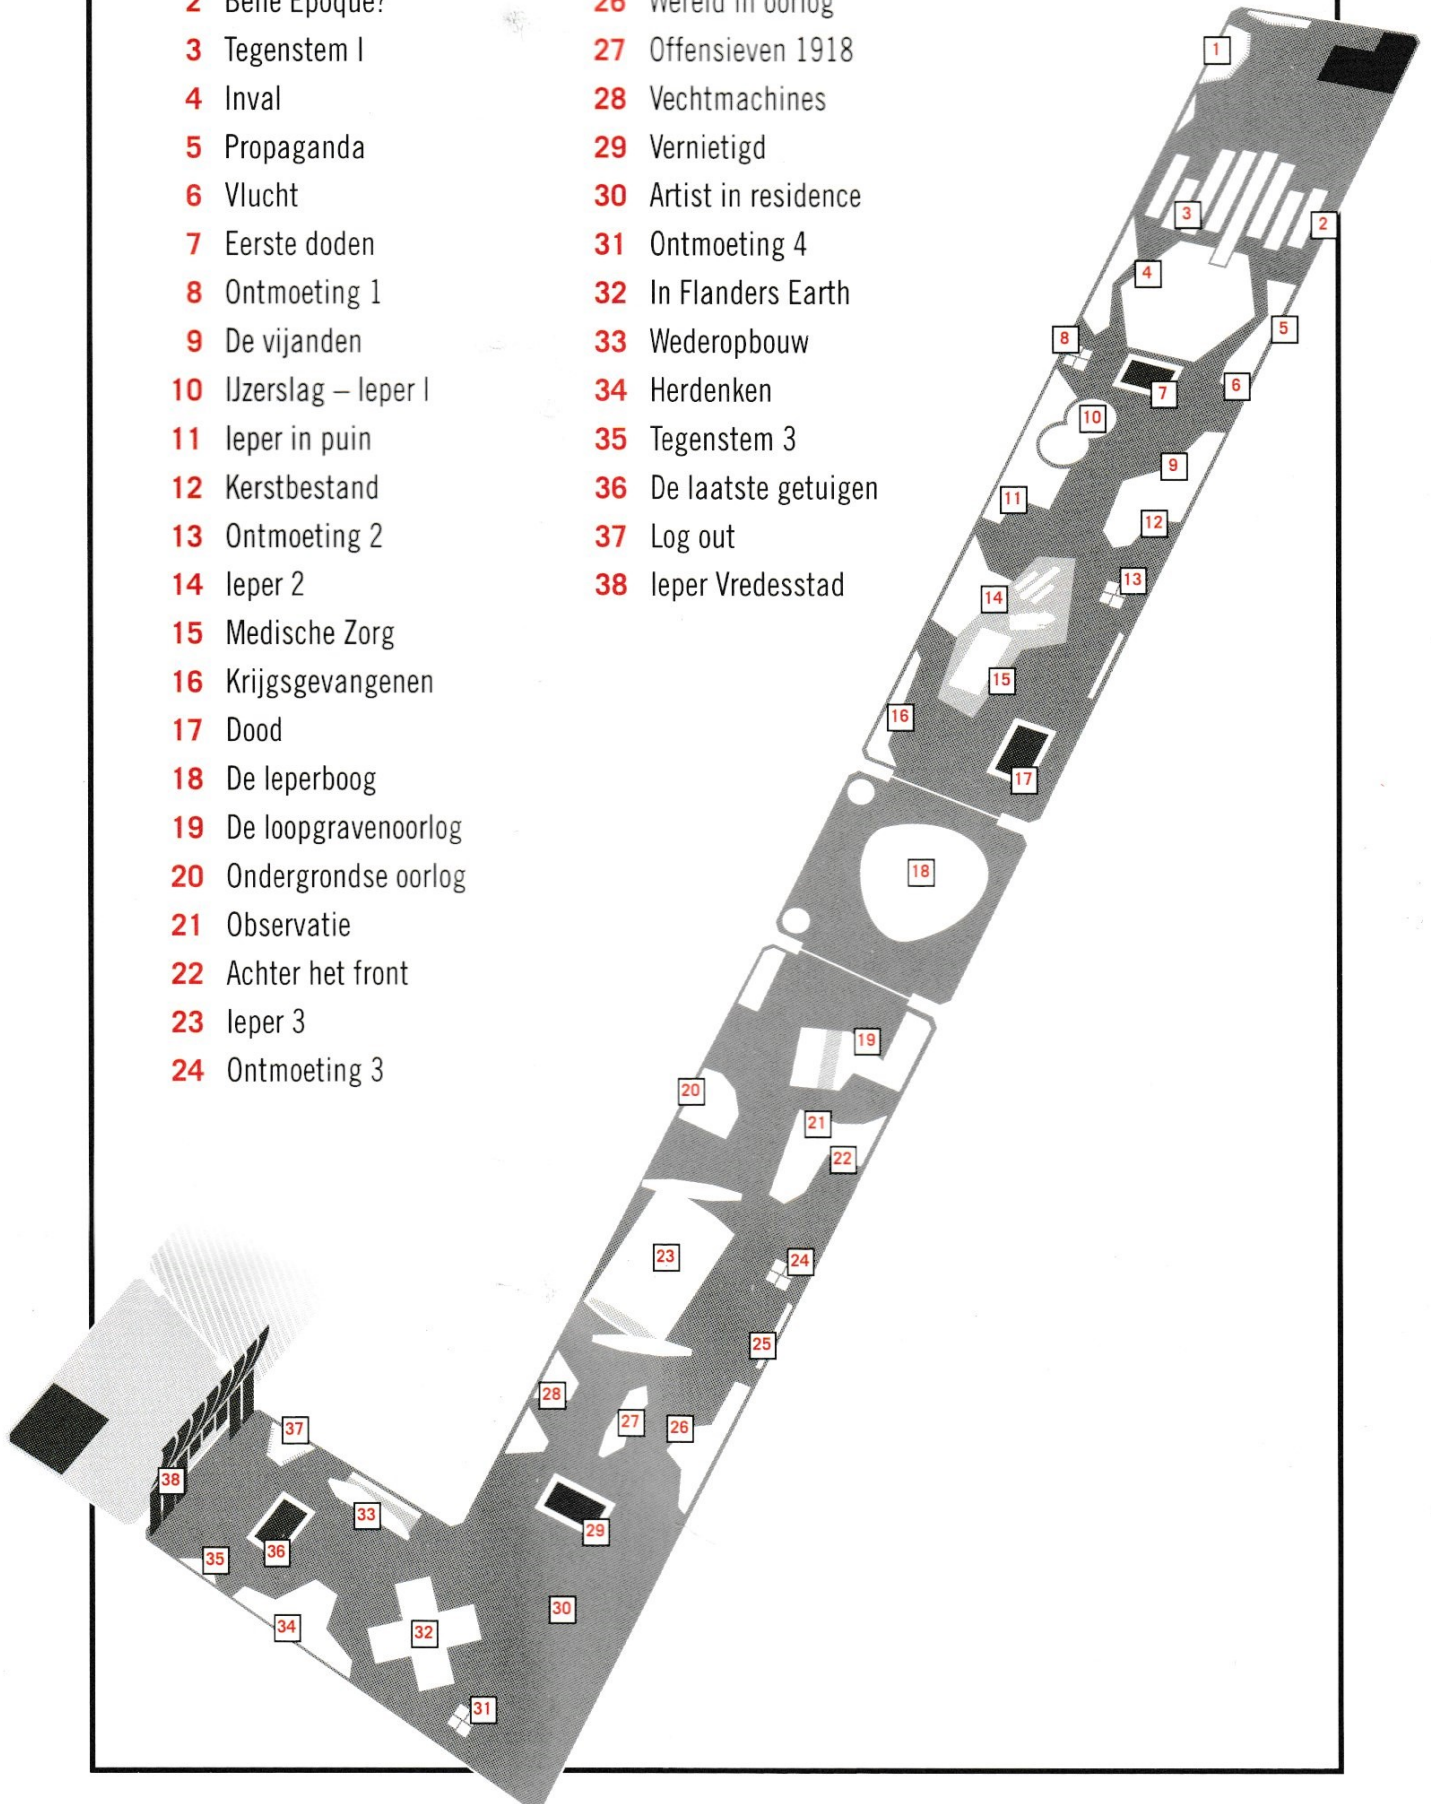 2 Belle Epoque?
3 Tegenstem I
4 Inval
5 Propaganda
6 Vlucht
7 Eerste doden
8 Ontmoeting 1
9 De vijanden
10 IJzerslag – Ieper I
11 Ieper in puin
12 Kerstbestand
13 Ontmoeting 2
14 Ieper 2
15 Medische Zorg
16 Krijgsgevangenen
17 Dood
18 De Ieperboog
19 De loopgravenoorlog
20 Ondergrondse oorlog
21 Observatie
22 Achter het front
23 Ieper 3
24 Ontmoeting 3
26 Wereld in oorlog
27 Offensieven 1918
28 Vechtmachines
29 Vernietigd
30 Artist in residence
31 Ontmoeting 4
32 In Flanders Earth
33 Wederopbouw
34 Herdenken
35 Tegenstem 3
36 De laatste getuigen
37 Log out
38 Ieper Vredesstad
1
2
3
4
5
6
7
8
9
10
11
12
13
14
15
16
17
18
19
20
21
22
23
24
25
26
27
28
29
30
31
32
33
34
35
36
37
38